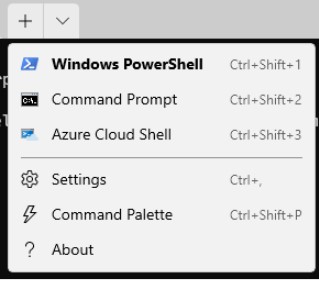 Windows PowerShell Ctrl+Shift+1
Command Prompt Ctrl+Shift+2
Azure Cloud Shell Ctrl+Shift+3
Settings Ctrl+,
Command Palette Ctrl+Shift+P
About